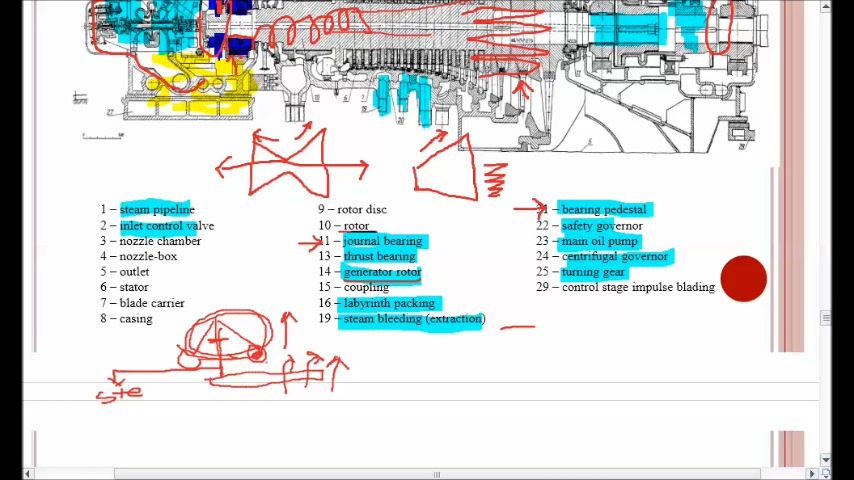 1 – steam pipeline
2 – inlet control valve
3 – nozzle chamber
4 – nozzle-box
5 – outlet
6 – stator
7 – blade carrier
8 – casing
9 – rotor disc
10 – rotor
11 – journal bearing
13 – thrust bearing
14 – generator rotor
15 – coupling
16 – labyrinth packing
19 – steam bleeding (extraction)
21 – bearing pedestal
22 – safety governor
23 – main oil pump
24 – centrifugal governor
25 – turning gear
29 – control stage impulse blading